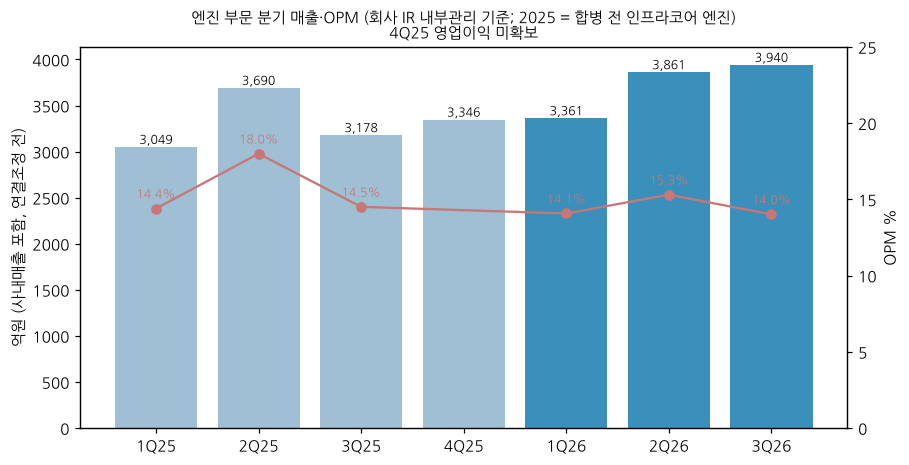 엔진 부문 분기 매출·OPM (회사 IR 내부관리 기준; 2025 = 합병 전 인프라코어 엔진)
4Q25 영업이익 미확보
억원 (사내매출 포함, 연결조정 전)
4000
3500
3000
2500
2000
1500
1000
500
0
3,049
3,690
3,178
3,346
3,361
3,861
3,940
14.4%
18.0%
14.5%
14.1%
15.3%
14.0%
25
20
15
10
5
0
OPM %
1Q25
2Q25
3Q25
4Q25
1Q26
2Q26
3Q26